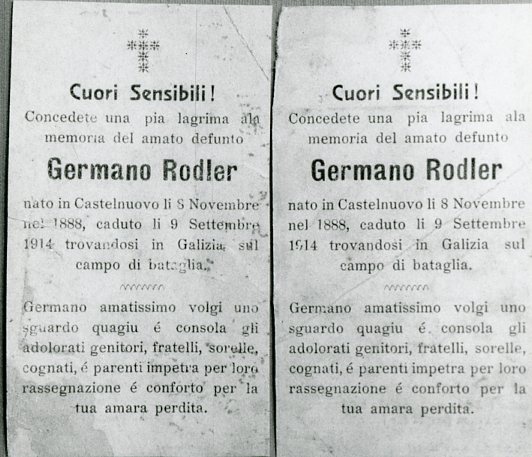 Cuori Sensibili!
Concedete una pia lagrima ala
memoria del amato defunto
Germano Rodler
nato in Castelnuovo li 8 Novembre
nel 1888, caduto li 9 Settembre
1914 trovandosi in Galizia, sul
campo di bataglia.
Germano amatissimo volgi uno
sguardo quagiu é consola gli
adolorati genitori, fratelli, sorelle,
cognati, é parenti impetra per loro
rassegnazione é conforto per la
tua amara perdita.
Cuori Sensibili!
Concedete una pia lagrima ala
memoria del amato defunto
Germano Rodler
nato in Castelnuovo li 8 Novembre
nel 1888, caduto li 9 Settembre
1914 trovandosi in Galizia sul
campo di bataglia.
Germano amatissimo volgi uno
sguardo quagiu é consola gli
adolorati genitori, fratelli, sorelle,
cognati, é parenti impetra per loro
rassegnazione é conforto per la
tua amara perdita.